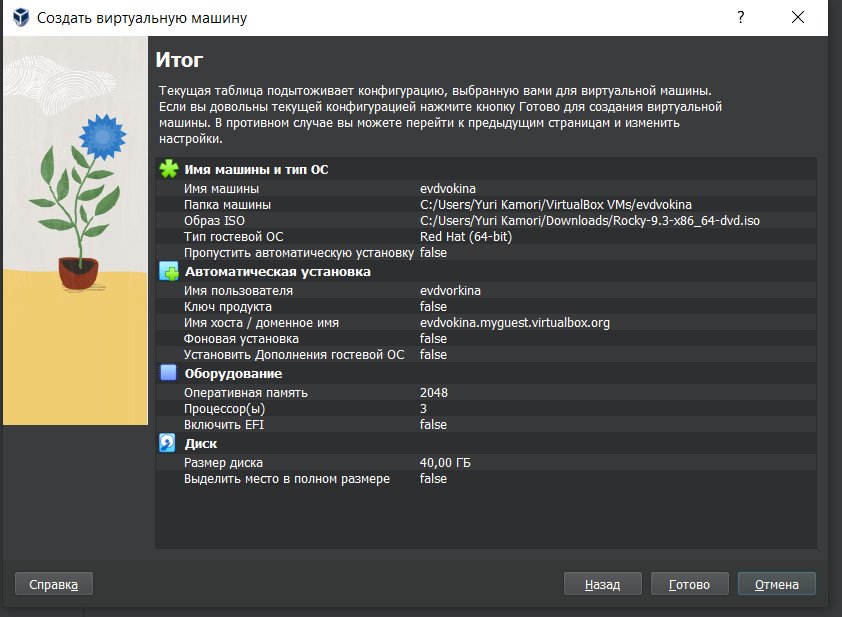 Создать виртуальную машину
?
Итог
Текущая таблица подытоживает конфигурацию, выбранную вами для виртуальной машины.
Если вы довольны текущей конфигурацией нажмите кнопку Готово для создания виртуальной
машины. В противном случае вы можете перейти к предыдущим страницам и изменить
настройки.
Имя машины и тип ОС
Имя машины evdvokina
Папка машины C:/Users/Yuri Kamori/VirtualBox VMs/evdvokina
Образ ISO C:/Users/Yuri Kamori/Downloads/Rocky-9.3-x86_64-dvd.iso
Тип гостевой ОС Red Hat (64-bit)
Пропустить автоматическую установку false
Автоматическая установка
Имя пользователя evdvorkina
Ключ продукта false
Имя хоста / доменное имя evdvokina.myguest.virtualbox.org
Фоновая установка false
Установить Дополнения гостевой ОС false
Оборудование
Оперативная память 2048
Процессор(ы) 3
Включить EFI false
Диск
Размер диска 40,00 ГБ
Выделить место в полном размере false
Справка Назад Готово Отмена